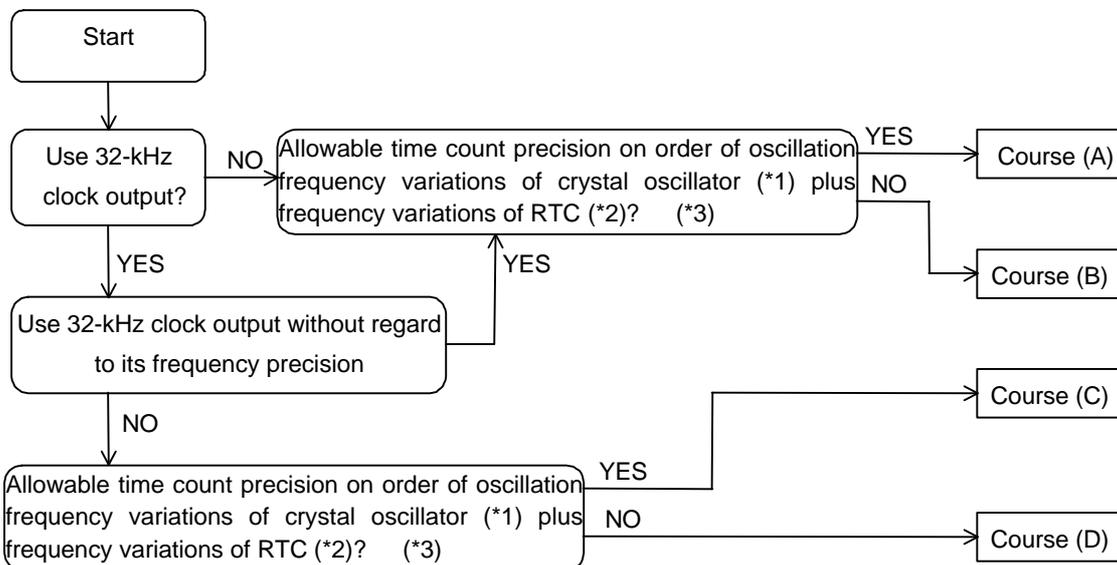 Start
Use 32-kHz
clock output?
NO
YES
Allowable time count precision on order of oscillation
frequency variations of crystal oscillator (*1) plus
frequency variations of RTC (*2)? (*3)
YES
Course (A)
NO
Course (B)
Use 32-kHz clock output without regard
to its frequency precision
YES
NO
Allowable time count precision on order of oscillation
frequency variations of crystal oscillator (*1) plus
frequency variations of RTC (*2)? (*3)
YES
Course (C)
NO
Course (D)